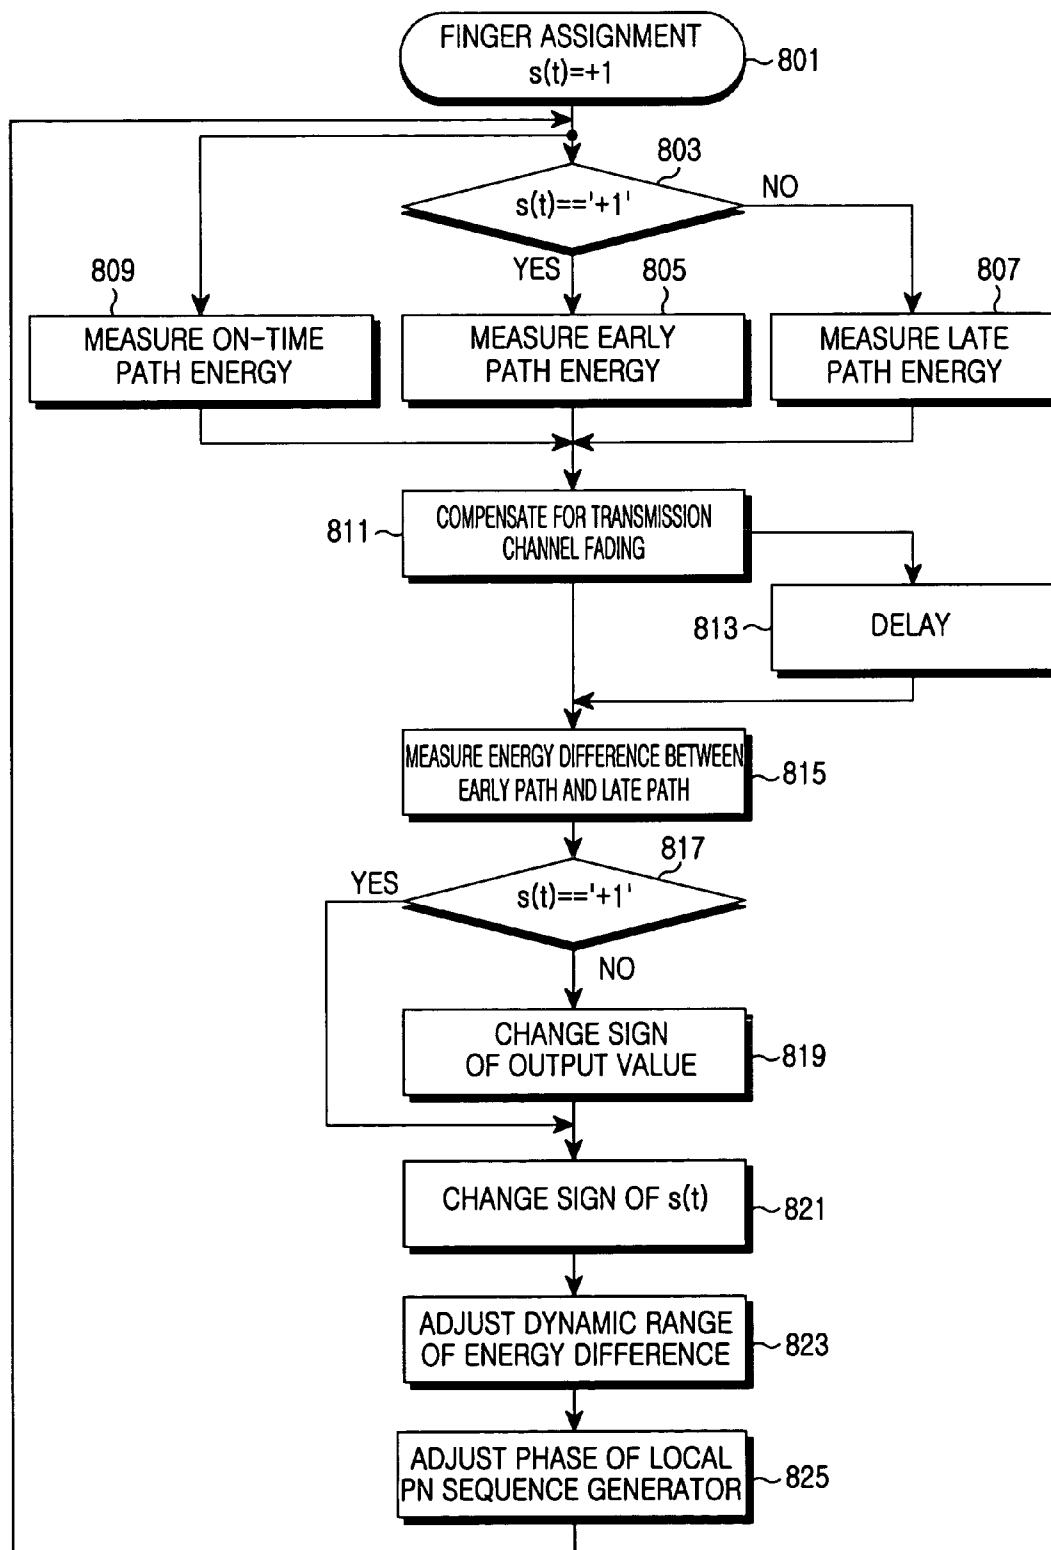 FINGER ASSIGNMENT
s(t)=+1
801
803
s(t)=='+1'
NO
YES
809
805
807
MEASURE ON-TIME
PATH ENERGY
MEASURE EARLY
PATH ENERGY
MEASURE LATE
PATH ENERGY
811
COMPENSATE FOR TRANSMISSION
CHANNEL FADING
813
DELAY
MEASURE ENERGY DIFFERENCE BETWEEN
EARLY PATH AND LATE PATH
815
817
YES
s(t)=='+1'
NO
CHANGE SIGN
OF OUTPUT VALUE
819
CHANGE SIGN OF s(t)
821
ADJUST DYNAMIC RANGE
OF ENERGY DIFFERENCE
823
ADJUST PHASE OF LOCAL
PN SEQUENCE GENERATOR
825